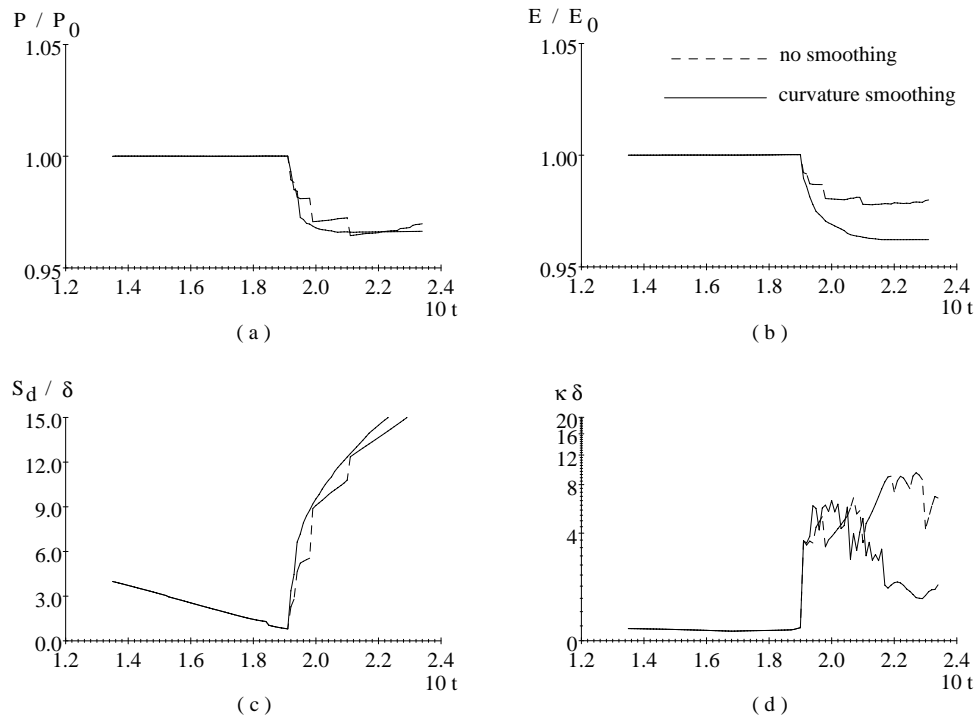 P / P0
1.05
1.00
0.95
1.2 1.4 1.6 1.8 2.0 2.2 2.4
10 t
( a )
E / E0
1.05
1.00
0.95
1.2 1.4 1.6 1.8 2.0 2.2 2.4
10 t
( b )
no smoothing
curvature smoothing
Sd / δ
15.0
12.0
9.0
6.0
3.0
0.0
1.2 1.4 1.6 1.8 2.0 2.2 2.4
10 t
( c )
κ δ
20
16
12
8
4
0
1.2 1.4 1.6 1.8 2.0 2.2 2.4
10 t
( d )